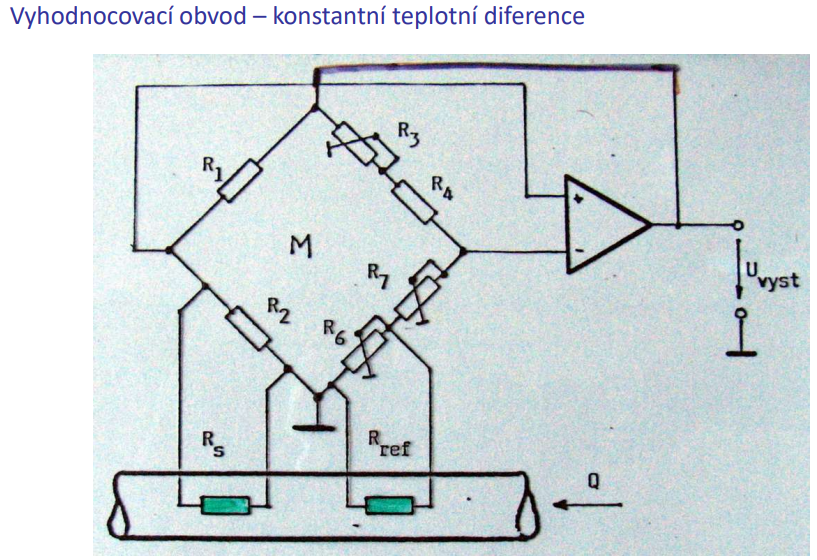 Vyhodnocovací obvod – konstantní teplotní diference
R3
R1
R4
+
M
-
R7
Uvyst
R2
R6
Rs
Rref
Q